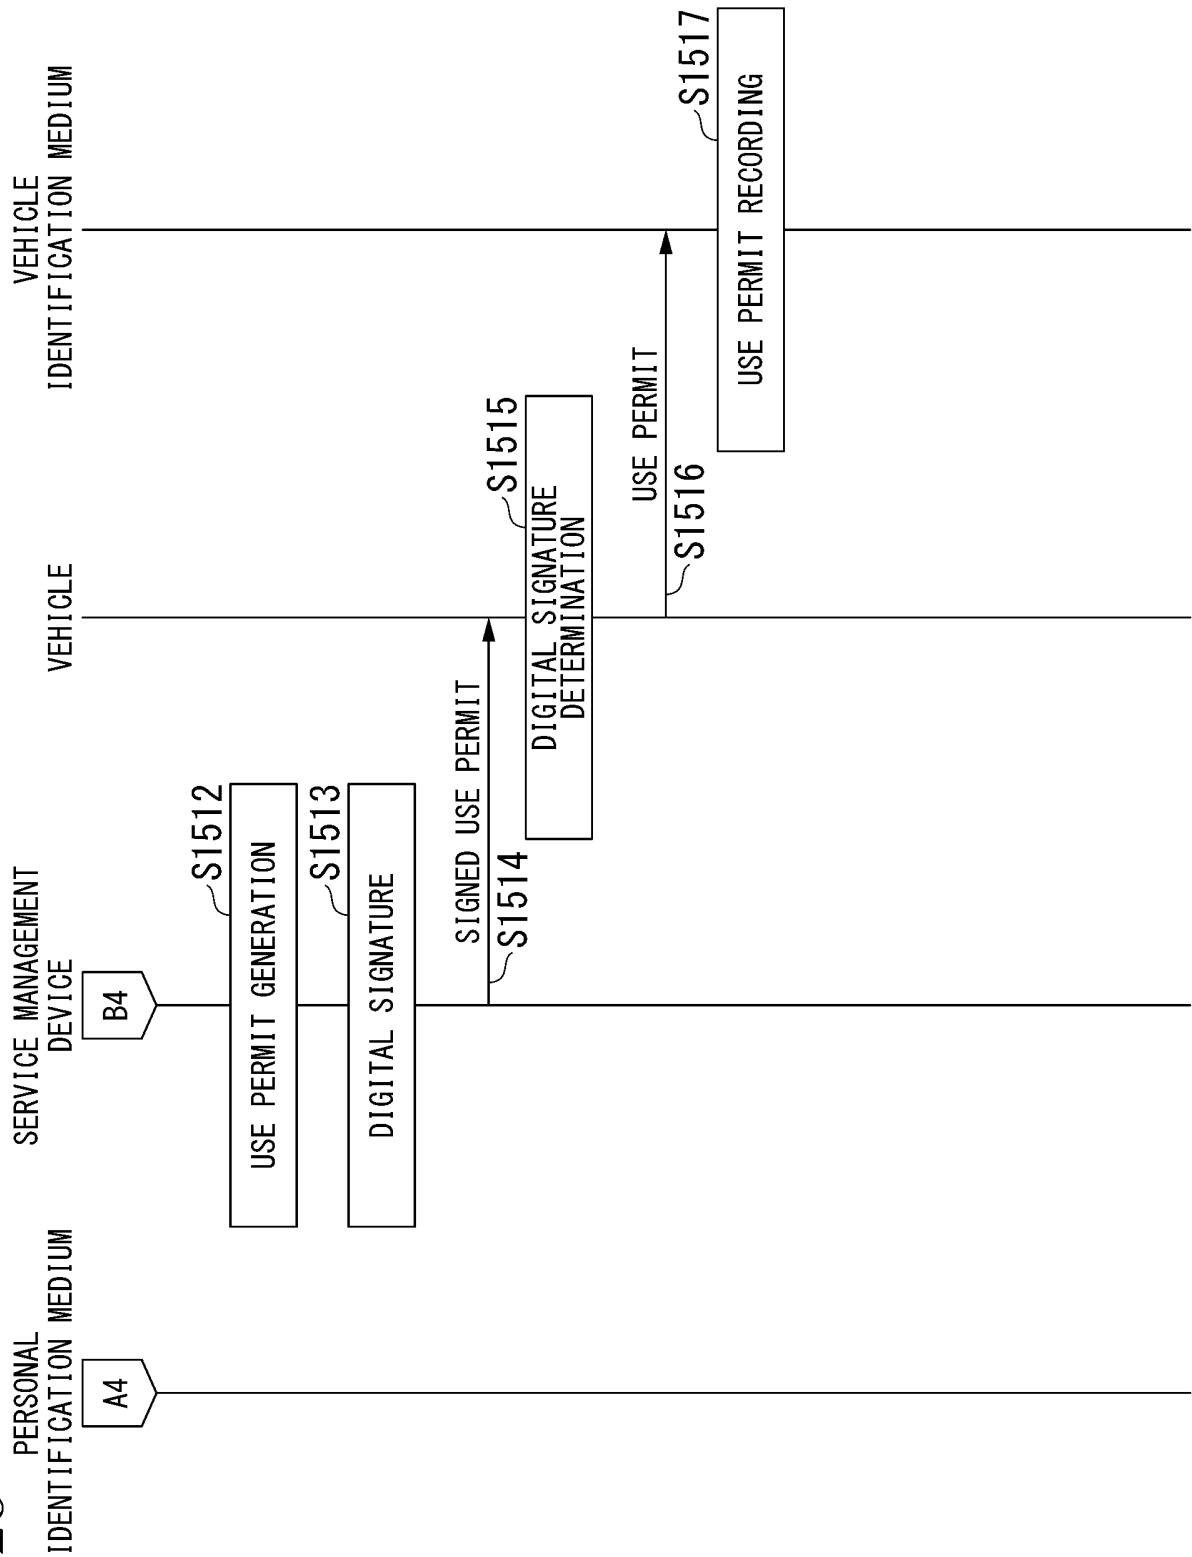 PERSONAL
IDENTIFICATION MEDIUM
SERVICE MANAGEMENT
DEVICE
VEHICLE
VEHICLE
IDENTIFICATION MEDIUM
A4
B4
S1512
USE PERMIT GENERATION
S1513
DIGITAL SIGNATURE
SIGNED USE PERMIT
S1514
S1515
DIGITAL SIGNATURE
DETERMINATION
USE PERMIT
S1516
S1517
USE PERMIT RECORDING